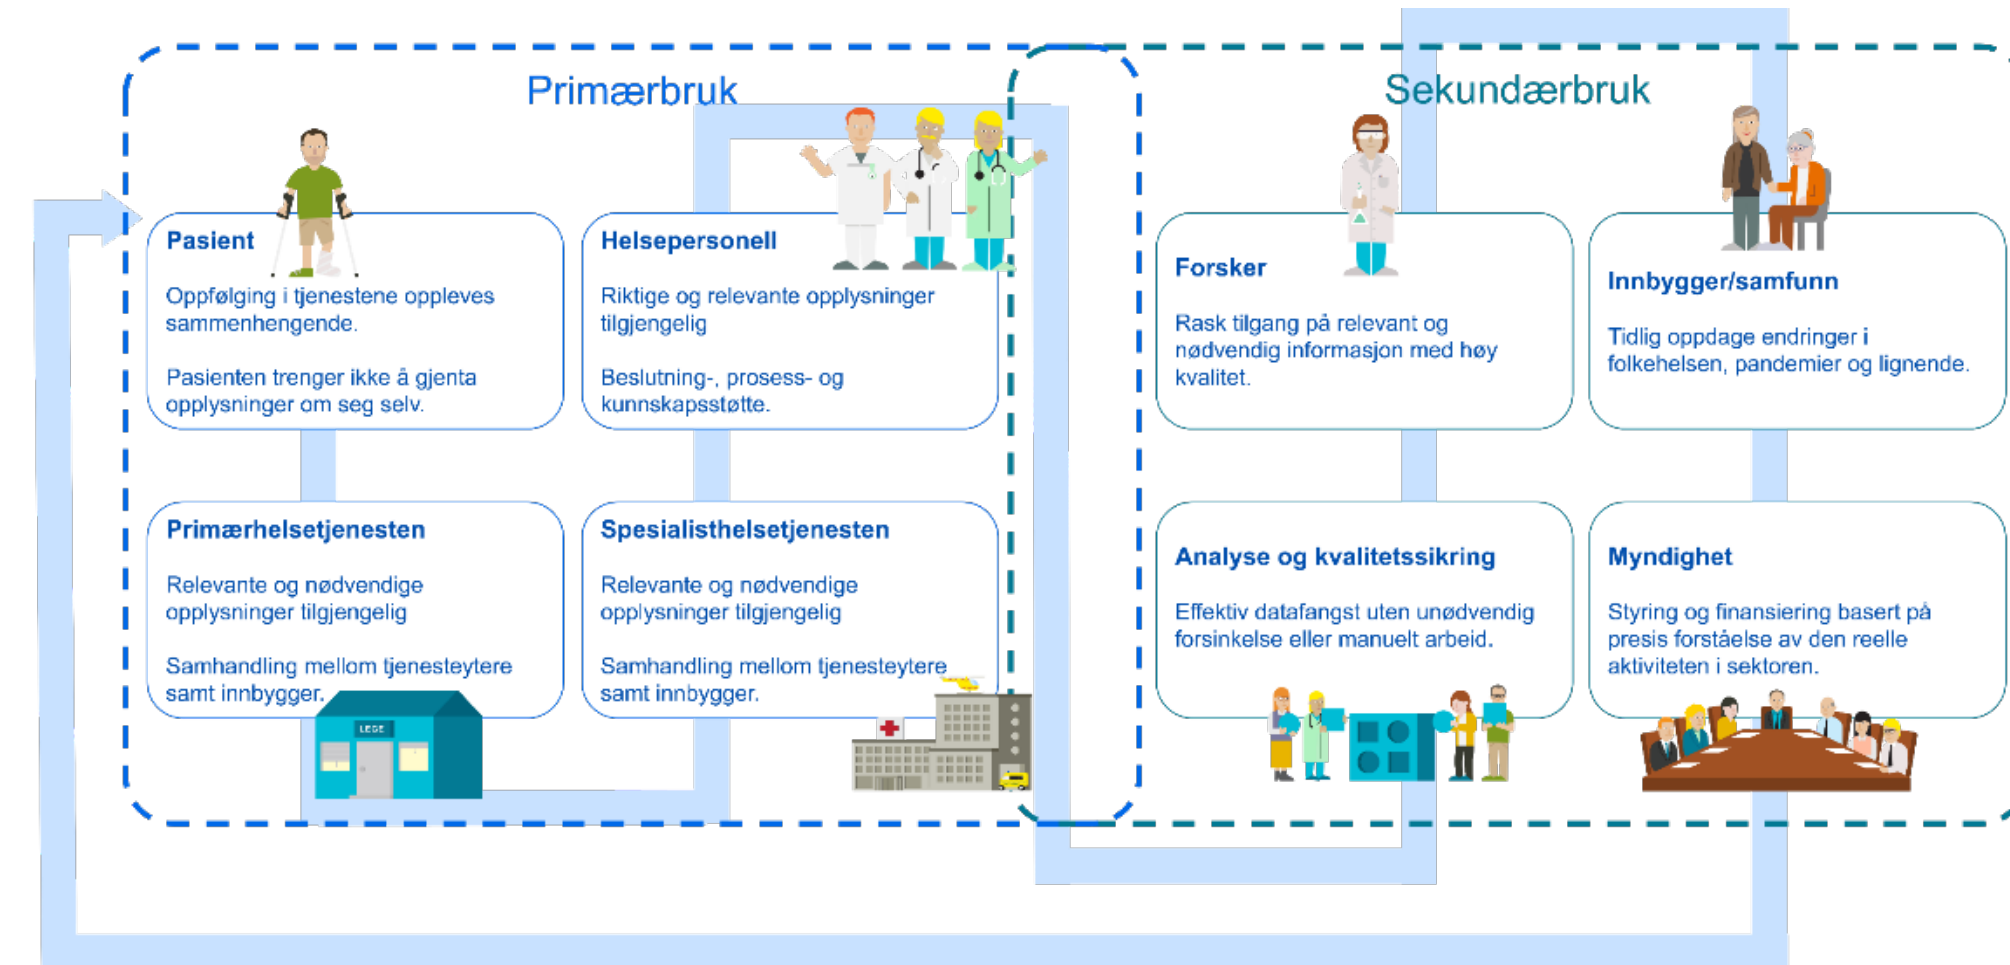 Primærbruk
Pasient
Oppfølging i tjenestene oppleves
sammenhengende.
Pasienten trenger ikke å gjenta
opplysninger om seg selv.
Helsepersonell
Riktige og relevante opplysninger
tilgjengelig
Beslutning-, prosess- og
kunnskapsstøtte.
Primærhelsetjenesten
Relevante og nødvendige
opplysninger tilgjengelig
Samhandling mellom tjenesteytere
samt innbygger.
LEGE
Spesialisthelsetjenesten
Relevante og nødvendige
opplysninger tilgjengelig
Samhandling mellom tjenesteytere
samt innbygger.
Sekundærbruk
Forsker
Rask tilgang på relevant og
nødvendig informasjon med høy
kvalitet.
Innbygger/samfunn
Tidlig oppdage endringer i
folkehelsen, pandemier og lignende.
Analyse og kvalitetssikring
Effektiv datafangst uten unødvendig
forsinkelse eller manuelt arbeid.
Myndighet
Styring og finansiering basert på
presis forståelse av den reelle
aktiviteten i sektoren.